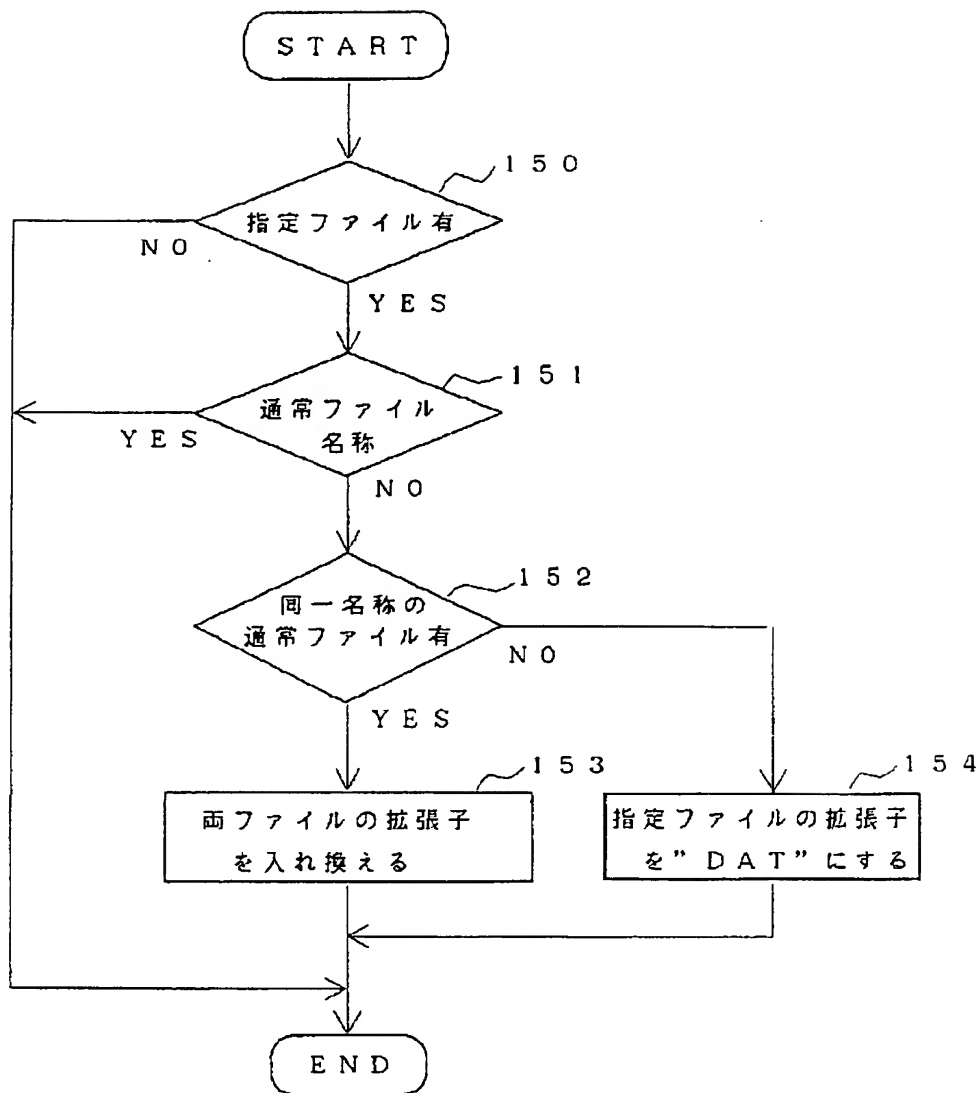 START
150
指定ファイル有
NO
YES
151
通常ファイル
名称
YES
NO
152
同一名称の
通常ファイル有
NO
YES
153
両ファイルの拡張子
を入れ換える
154
指定ファイルの拡張子
を”DAT”にする
END